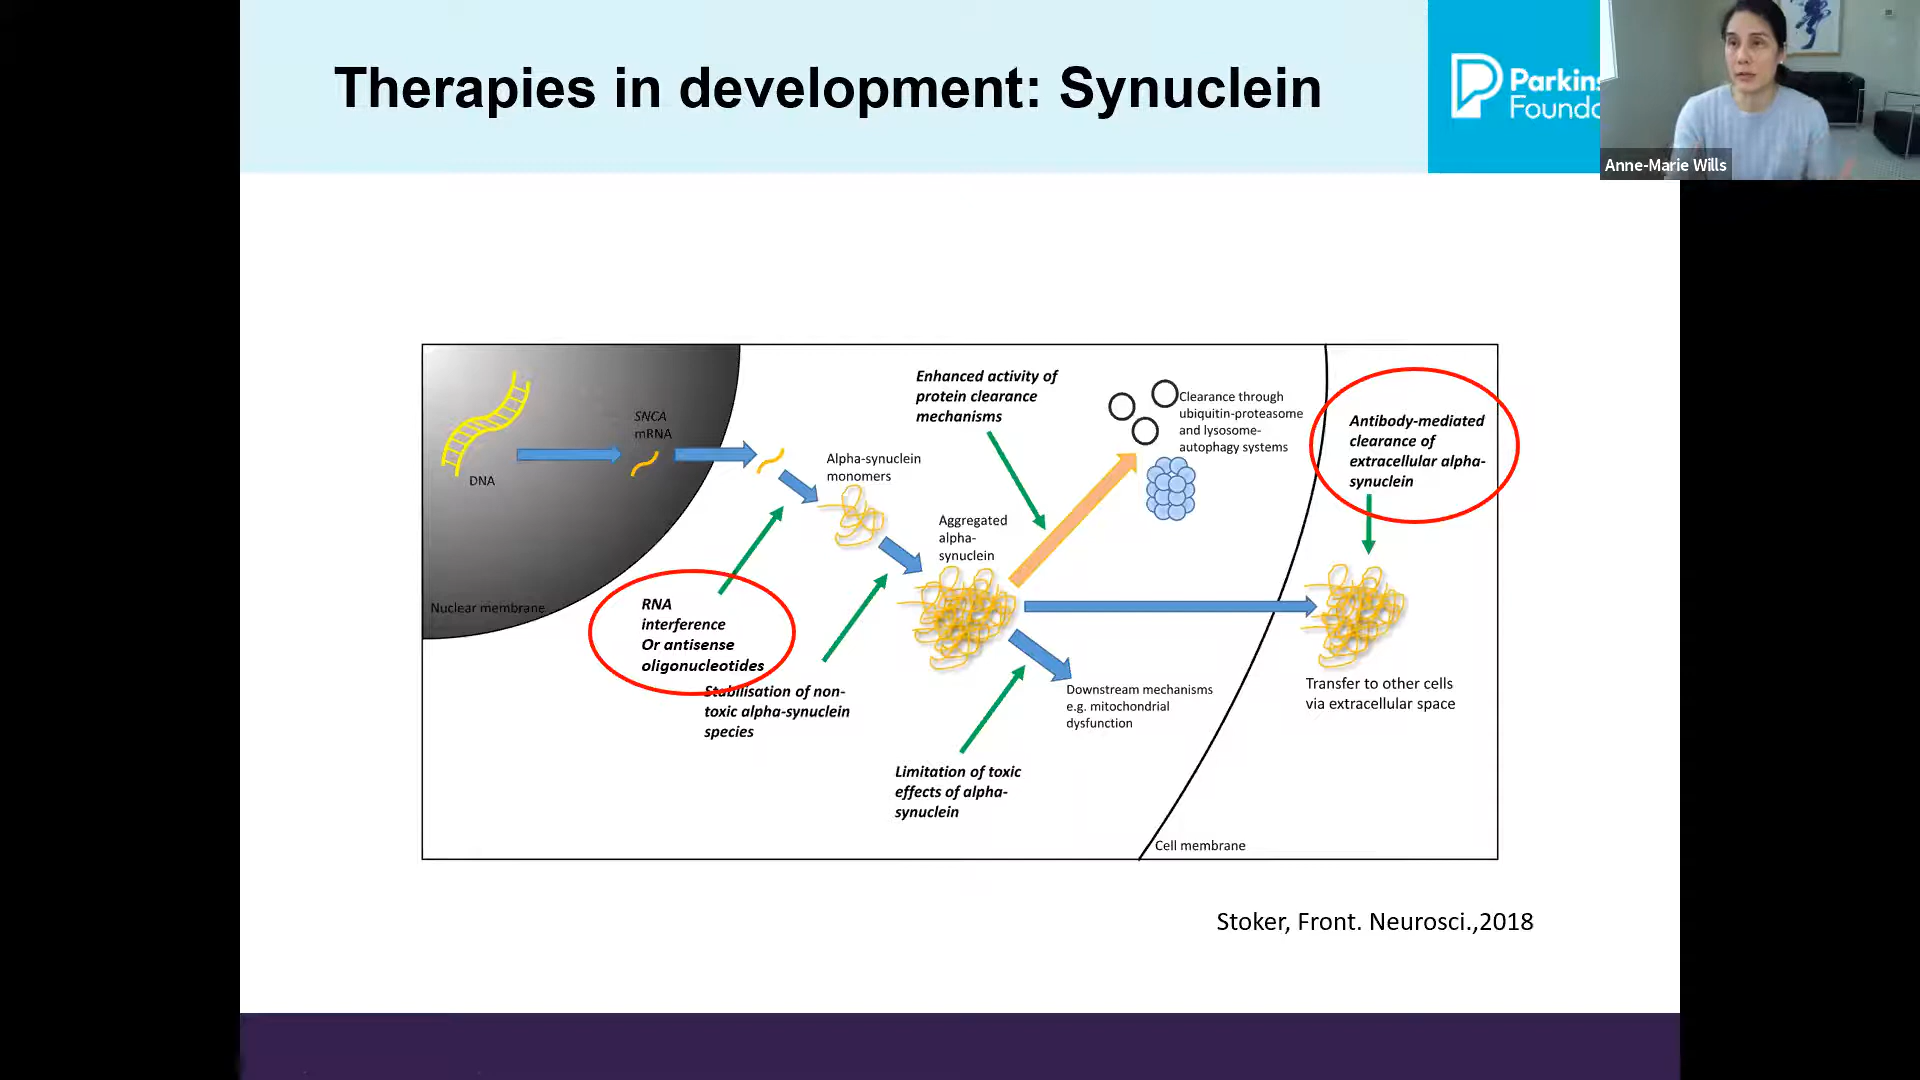 Therapies in development: Synuclein
Parkins
Founda
Anne-Marie Wills
Enhanced activity of
protein clearance
mechanisms
Clearance through
ubiquitin-proteasome
and lysosome-
autophagy systems
Antibody-mediated
clearance of
extracellular alpha-
synuclein
SNCA
mRNA
DNA
Alpha-synuclein
monomers
Aggregated
alpha-
synuclein
Nuclear membrane
RNA
interference
Or antisense
oligonucleotides
Stabilisation of non-
toxic alpha-synuclein
species
Downstream mechanisms
e.g. mitochondrial
dysfunction
Transfer to other cells
via extracellular space
Limitation of toxic
effects of alpha-
synuclein
Cell membrane
Stoker, Front. Neurosci.,2018